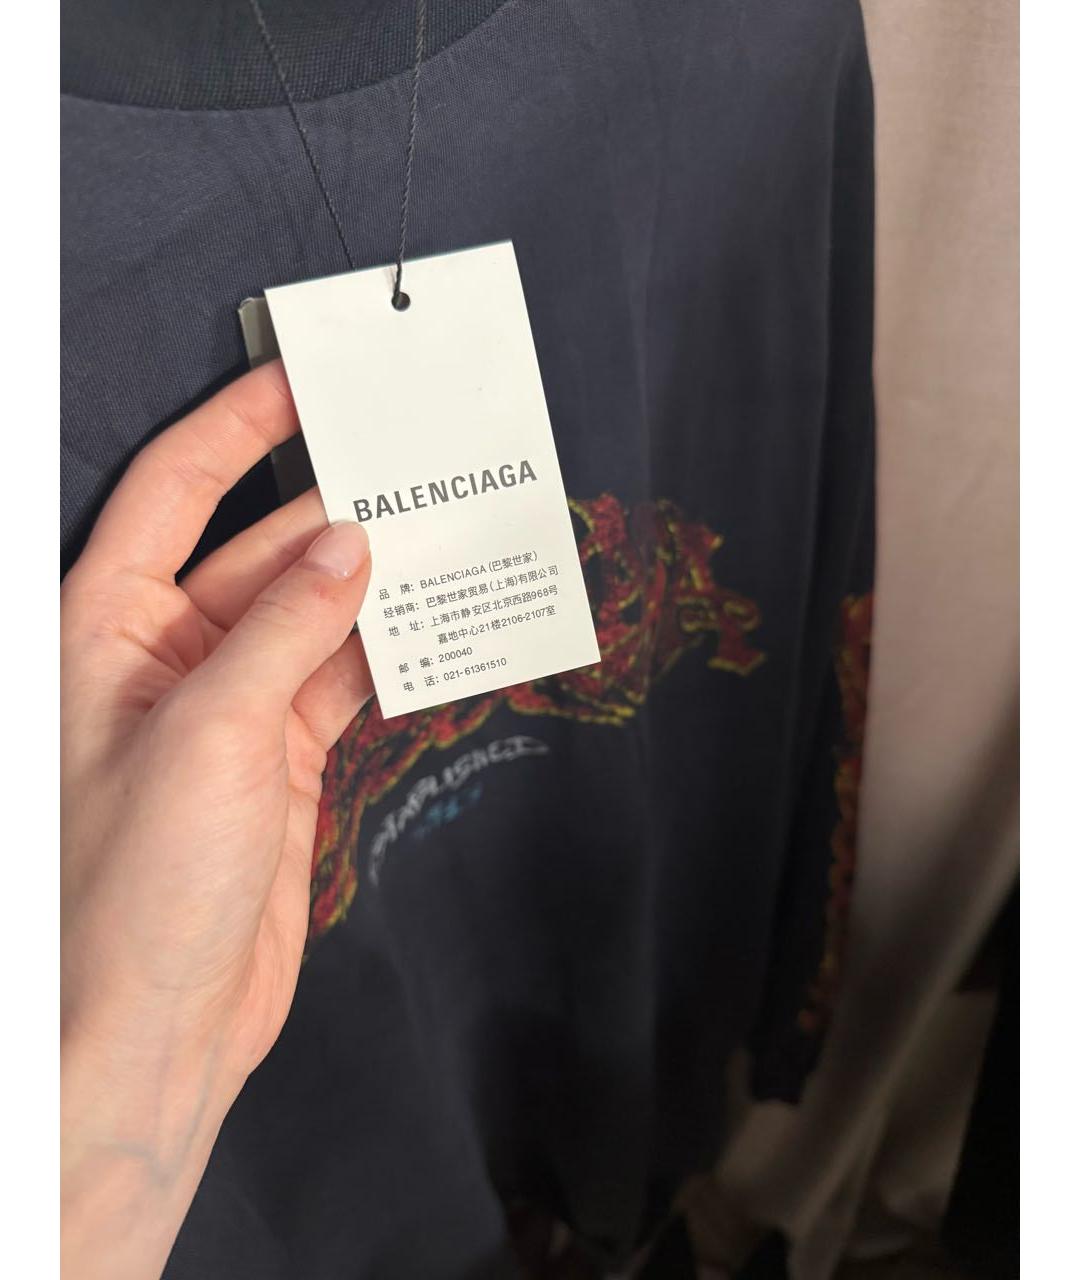 BALENCIAGA
品 牌: BALENCIAGA (巴黎世家)
经销商: 巴黎世家贸易(上海)有限公司
地 址: 上海市静安区北京西路968号
嘉地中心21楼2106-2107室
邮 编: 200040
电 话: 021-61361510